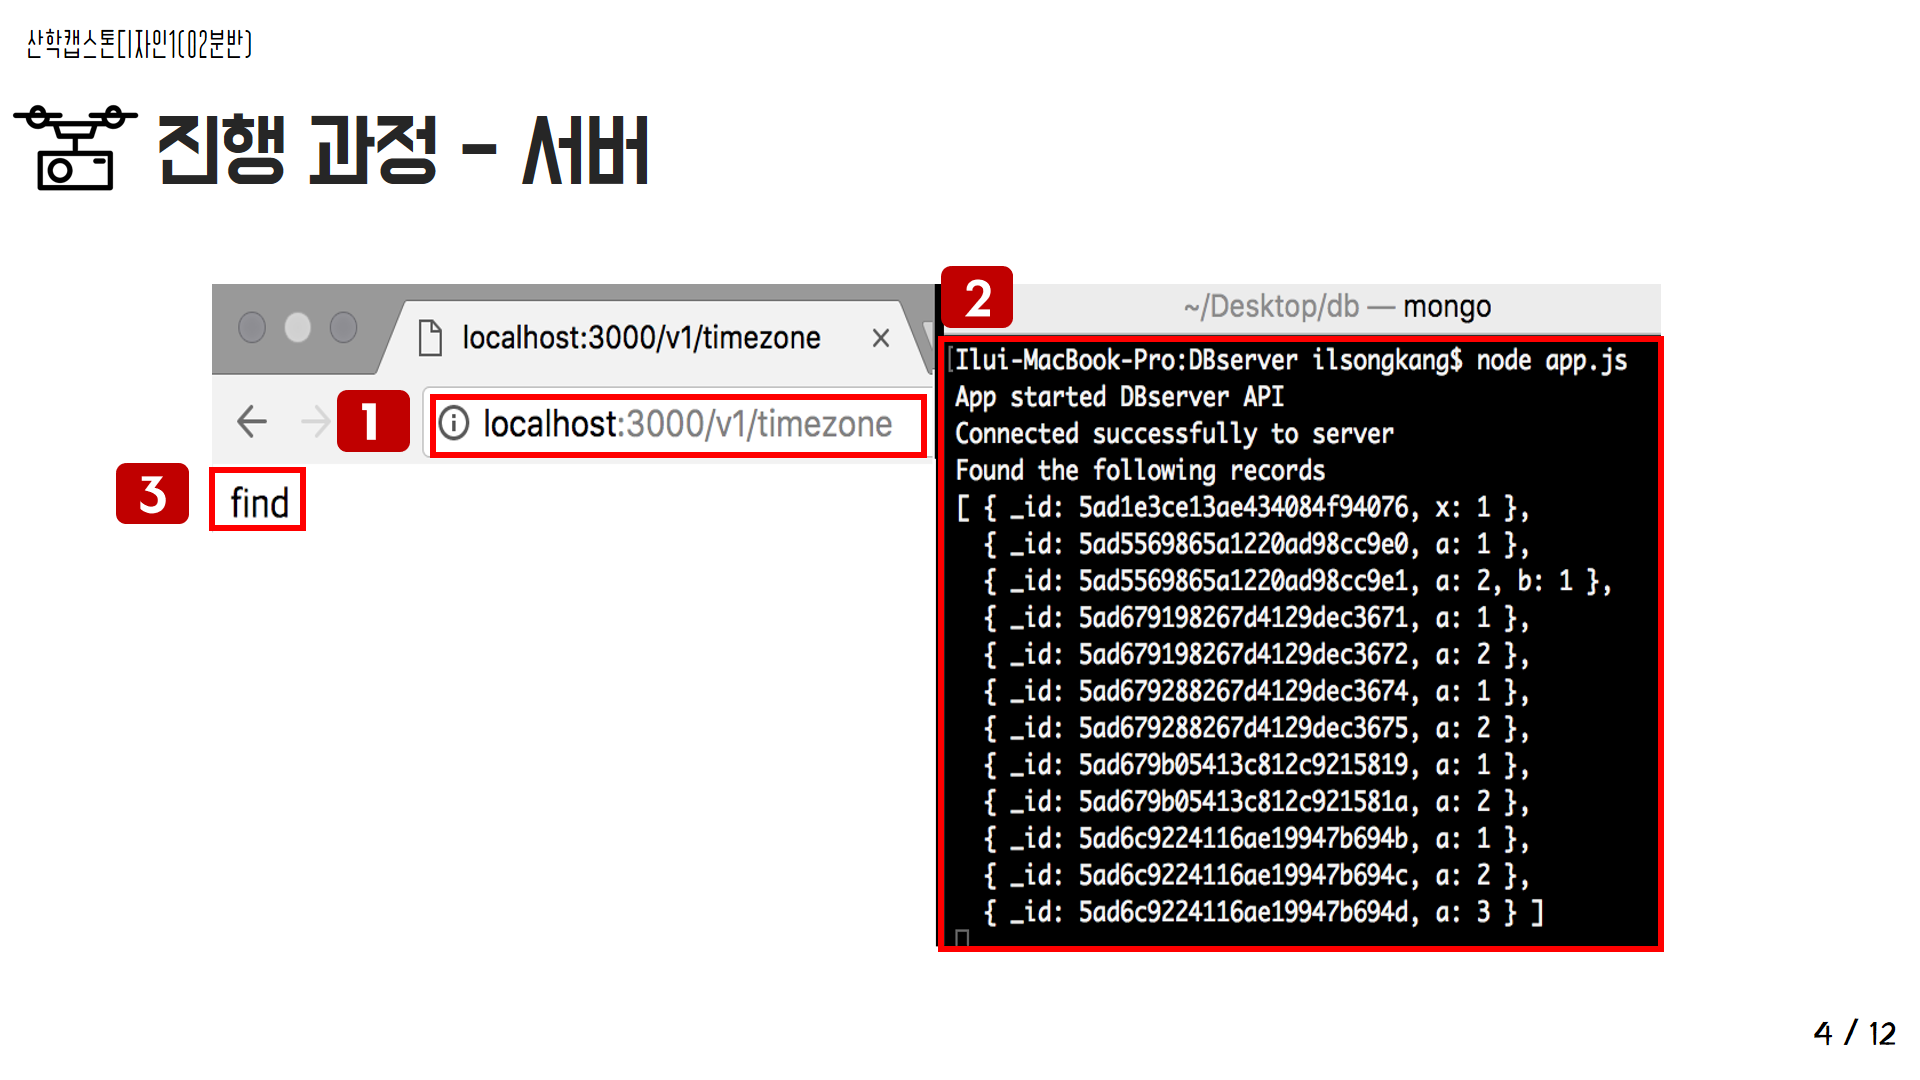 산학캡스톤디자인1(02분반)
진행 과정 - 서버
localhost:3000/v1/timezone
1
localhost:3000/v1/timezone
3
find
2
~/Desktop/db — mongo
[Ilui-MacBook-Pro:DBserver ilsongkang$ node app.js
App started DBserver API
Connected successfully to server
Found the following records
[ { _id: 5ad1e3ce13ae434084f94076, x: 1 },
{ _id: 5ad5569865a1220ad98cc9e0, a: 1 },
{ _id: 5ad5569865a1220ad98cc9e1, a: 2, b: 1 },
{ _id: 5ad679198267d4129dec3671, a: 1 },
{ _id: 5ad679198267d4129dec3672, a: 2 },
{ _id: 5ad679288267d4129dec3674, a: 1 },
{ _id: 5ad679288267d4129dec3675, a: 2 },
{ _id: 5ad679b05413c812c9215819, a: 1 },
{ _id: 5ad679b05413c812c921581a, a: 2 },
{ _id: 5ad6c9224116ae19947b694b, a: 1 },
{ _id: 5ad6c9224116ae19947b694c, a: 2 },
{ _id: 5ad6c9224116ae19947b694d, a: 3 } ]
4 / 12